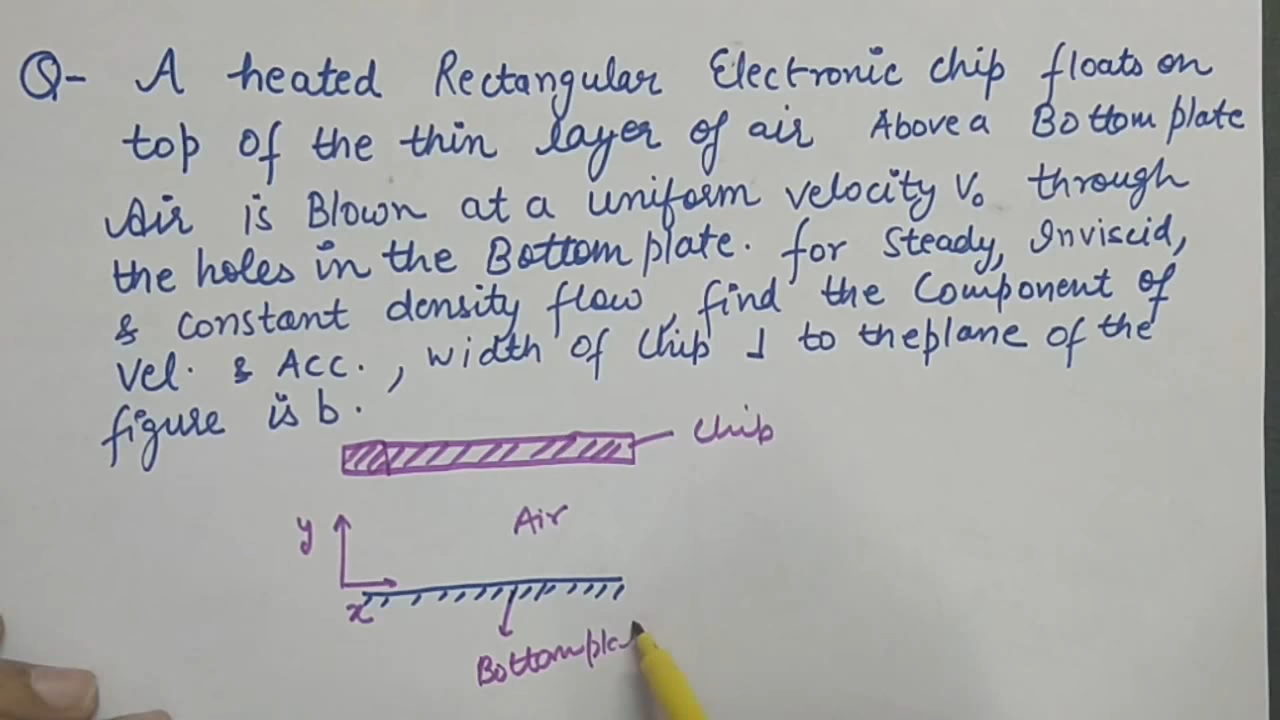 Q- A heated Rectangular Electronic chip floats on
top of the thin layer of air Above a Bottom plate
Air is Blown at a uniform velocity V₀ through
the holes in the Bottom plate. for Steady, Inviscid,
& constant density flow, find the Component of
Vel. & Acc., width of Chip ⊥ to the plane of the
figure is b.
Chip
Air
y
x
Bottom pla